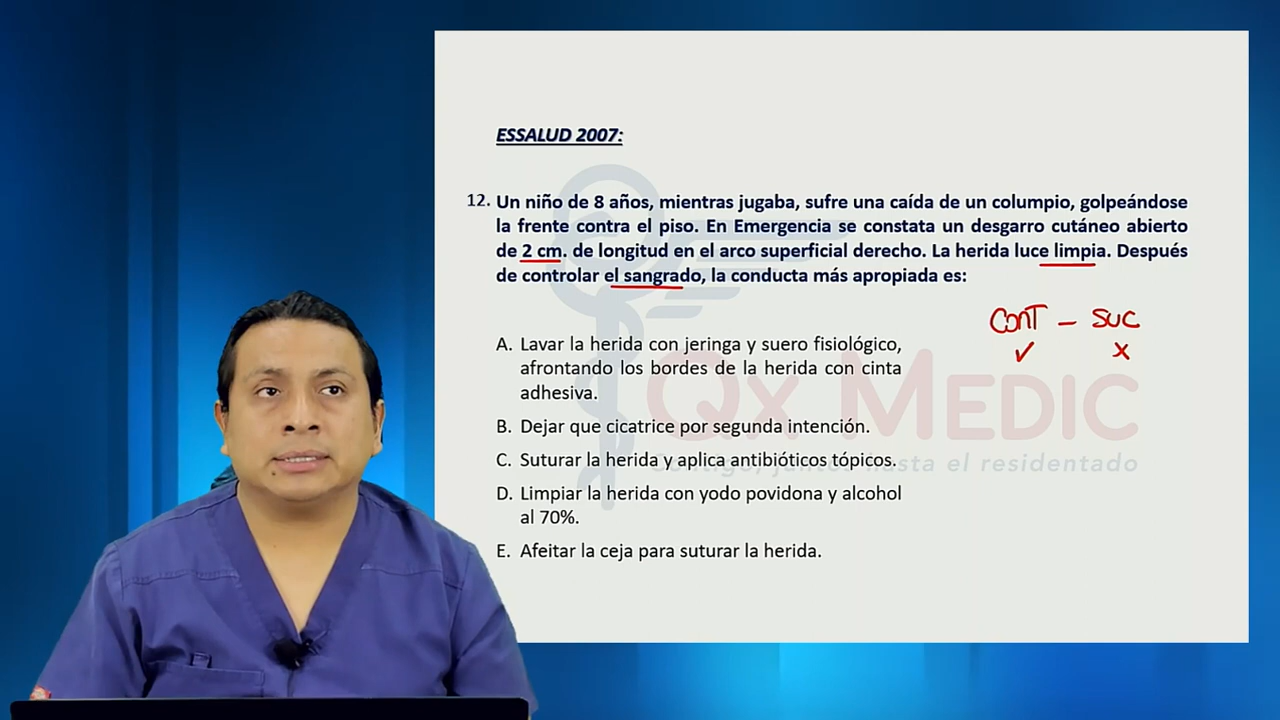 ESSALUD 2007:
12. Un niño de 8 años, mientras jugaba, sufre una caída de un columpio, golpeándose
la frente contra el piso. En Emergencia se constata un desgarro cutáneo abierto
de 2 cm. de longitud en el arco superficial derecho. La herida luce limpia. Después
de controlar el sangrado, la conducta más apropiada es:
CONT - SUC
✓ x
A. Lavar la herida con jeringa y suero fisiológico,
afrontando los bordes de la herida con cinta
adhesiva.
B. Dejar que cicatrice por segunda intención.
C. Suturar la herida y aplica antibióticos tópicos.
D. Limpiar la herida con yodo povidona y alcohol
al 70%.
E. Afeitar la ceja para suturar la herida.
Qx MEDIC
Contigo, juntos hasta el residentado